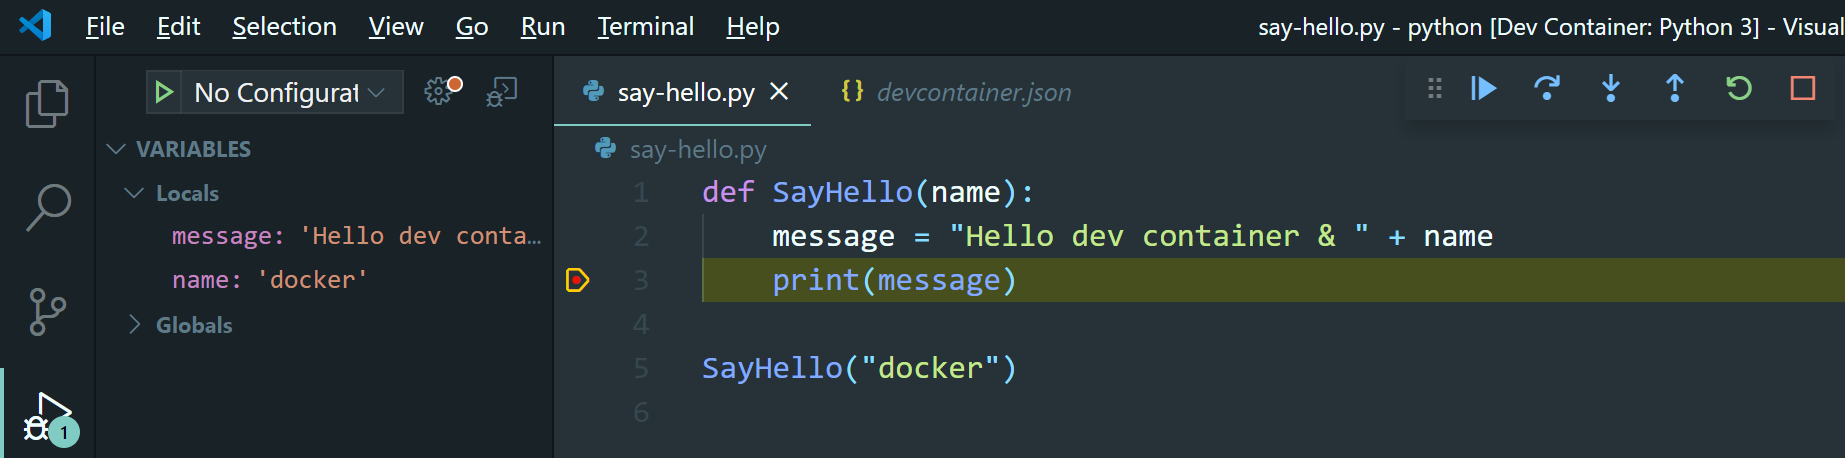 File Edit Selection View Go Run Terminal Help say-hello.py - python [Dev Container: Python 3] - Visual
No Configurat
say-hello.py
{} devcontainer.json
VARIABLES
Locals
message: 'Hello dev conta…
name: 'docker'
Globals
1
say-hello.py
1 def SayHello(name):
2 message = "Hello dev container & " + name
3 print(message)
4
5 SayHello("docker")
6